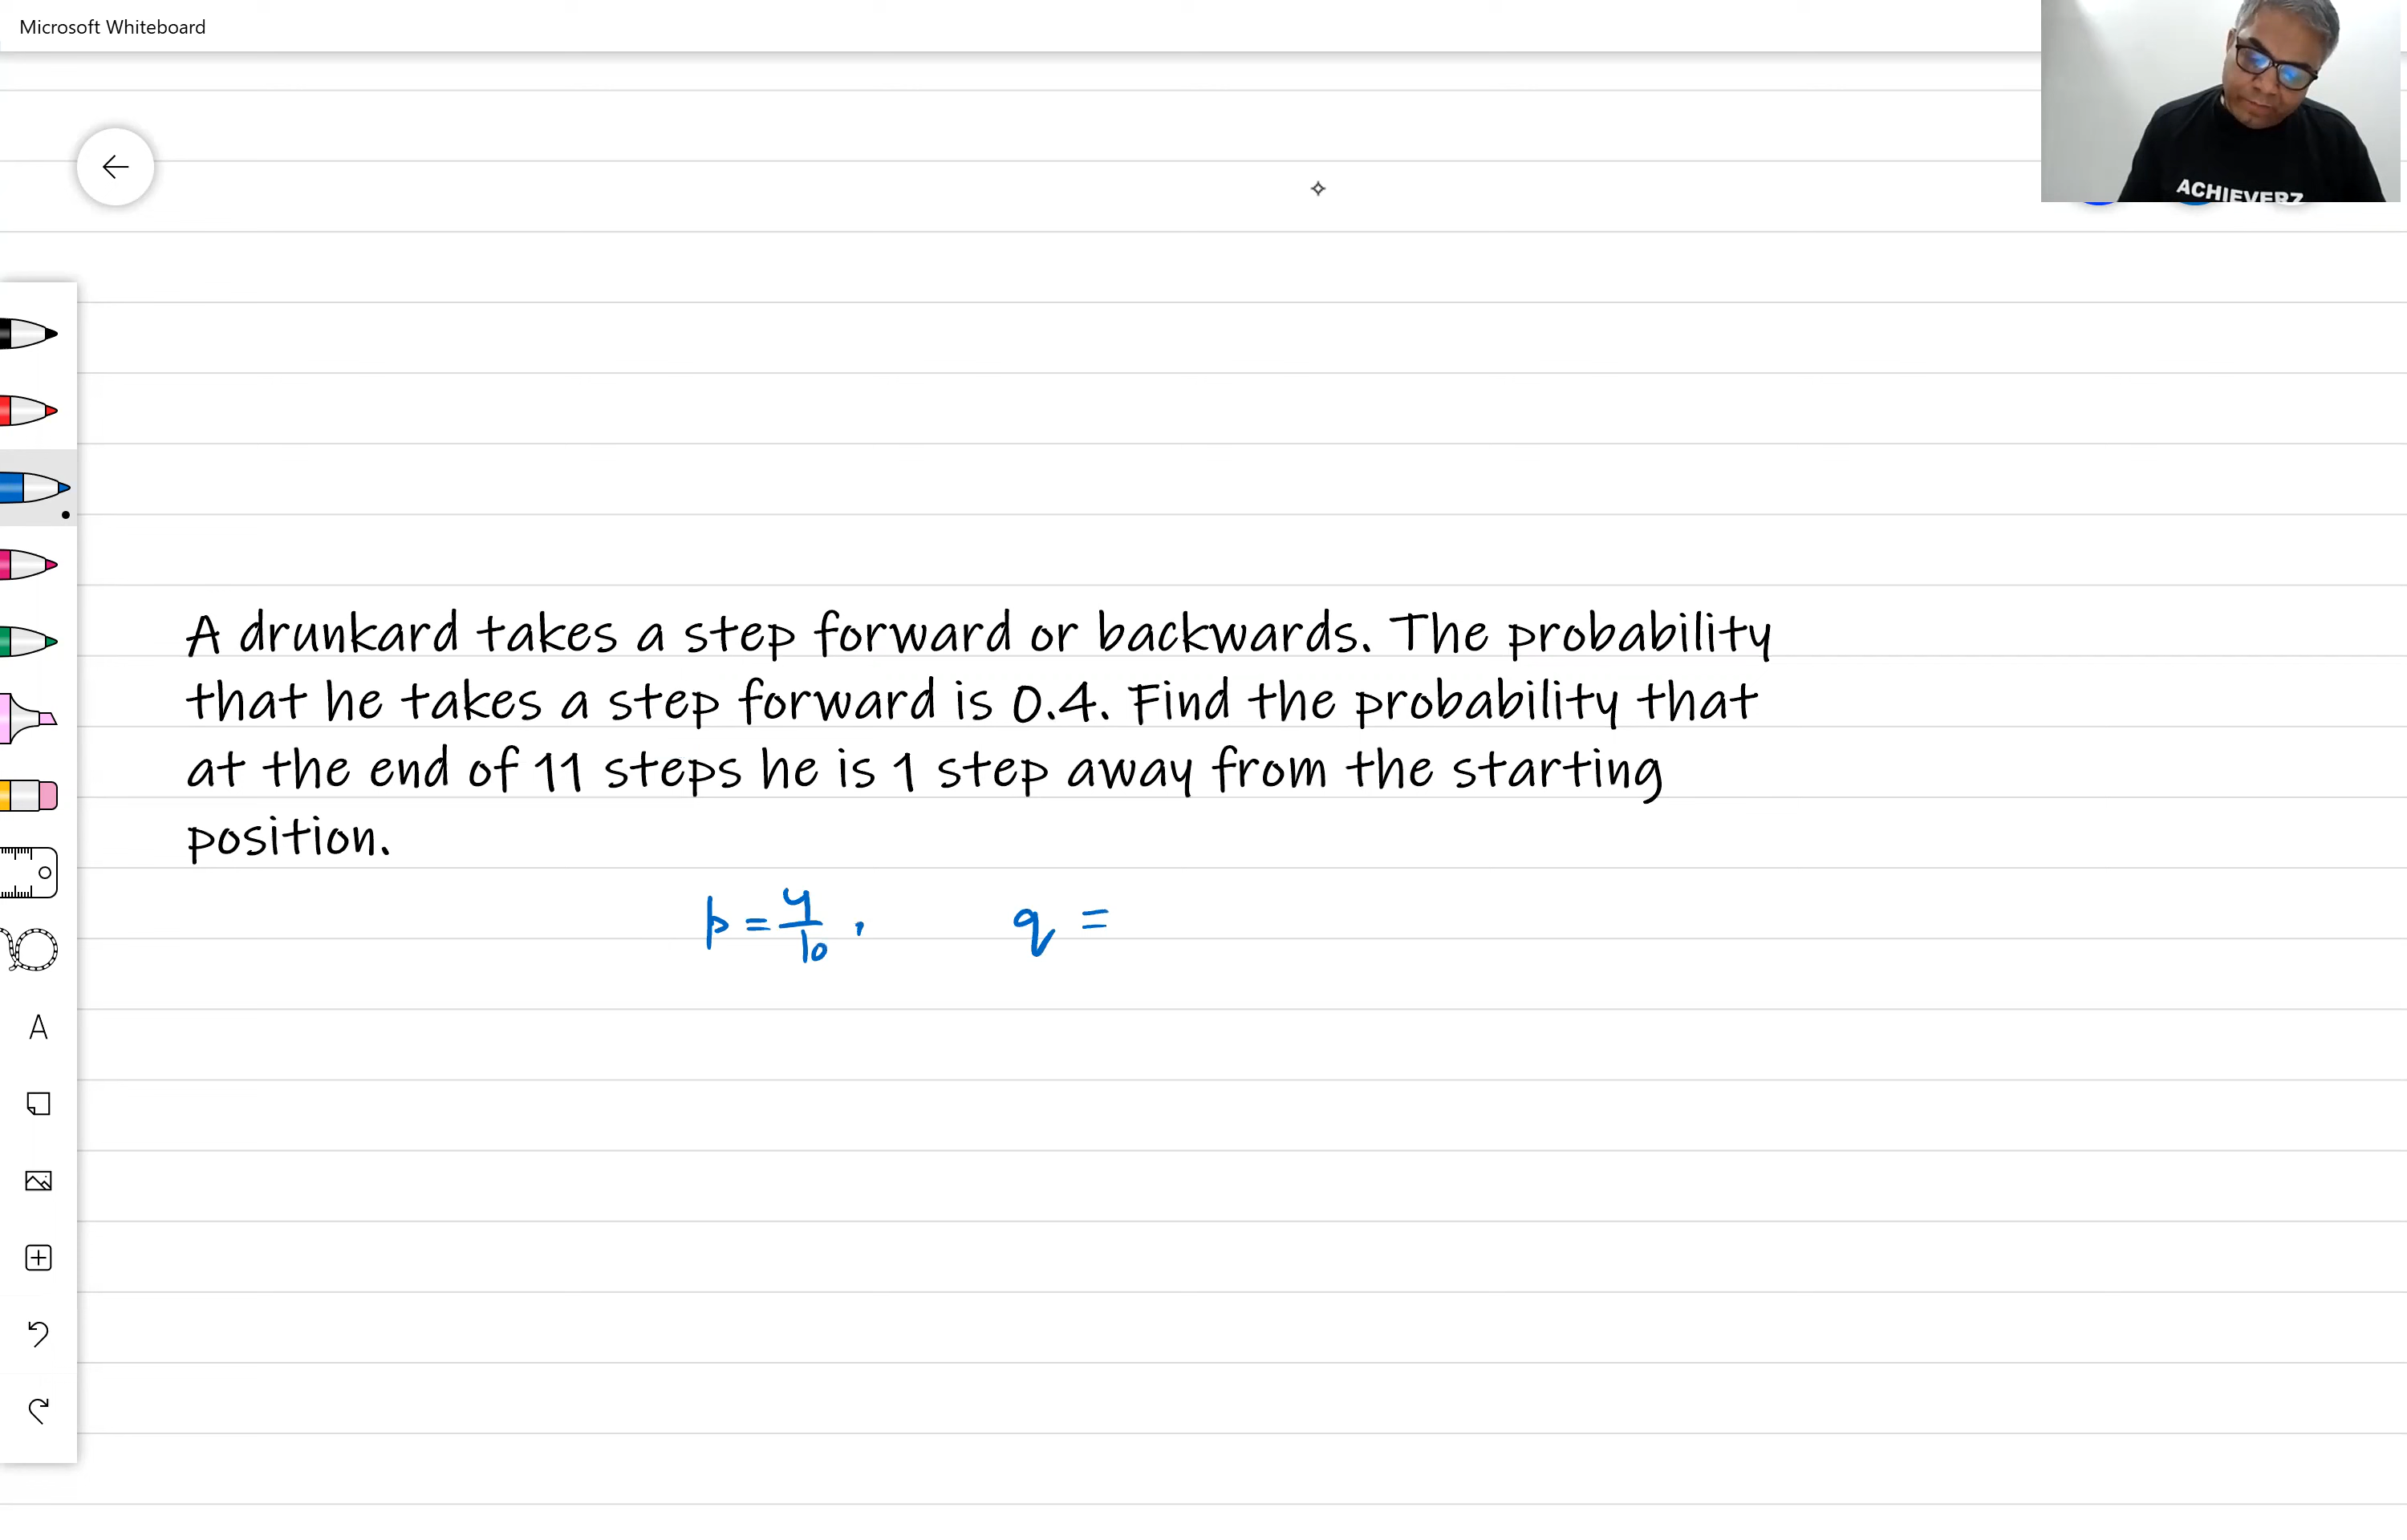 Microsoft Whiteboard
ACHIEVERZ
A drunkard takes a step forward or backwards. The probability
that he takes a step forward is 0.4. Find the probability that
at the end of 11 steps he is 1 step away from the starting
position.
p = 4/10 , q =
A